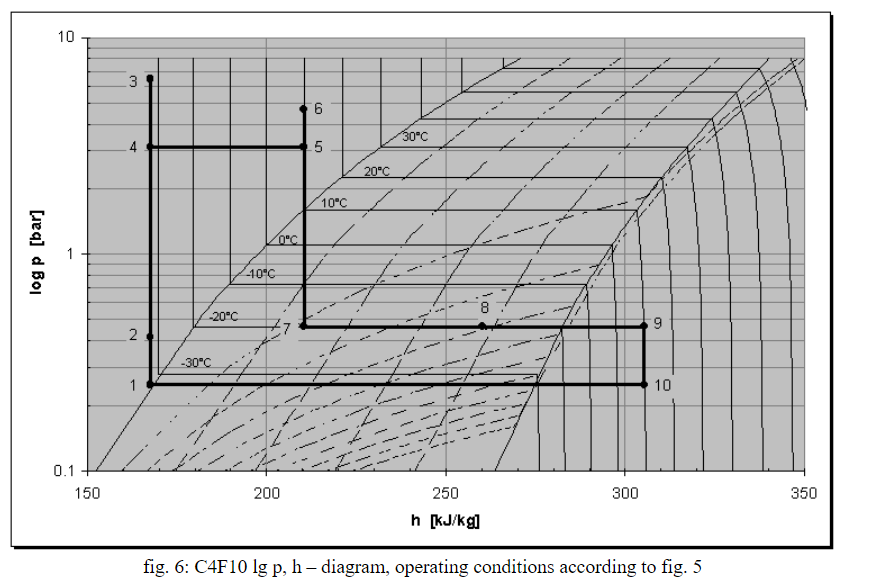 10
3
6
4
5
30°C
20°C
10°C
log p [bar]
1
0°C
-10°C
8
-20°C
7
9
2
-30°C
1
10
0.1
150
200
250
300
350
h [kJ/kg]
fig. 6: C4F10 lg p, h – diagram, operating conditions according to fig. 5